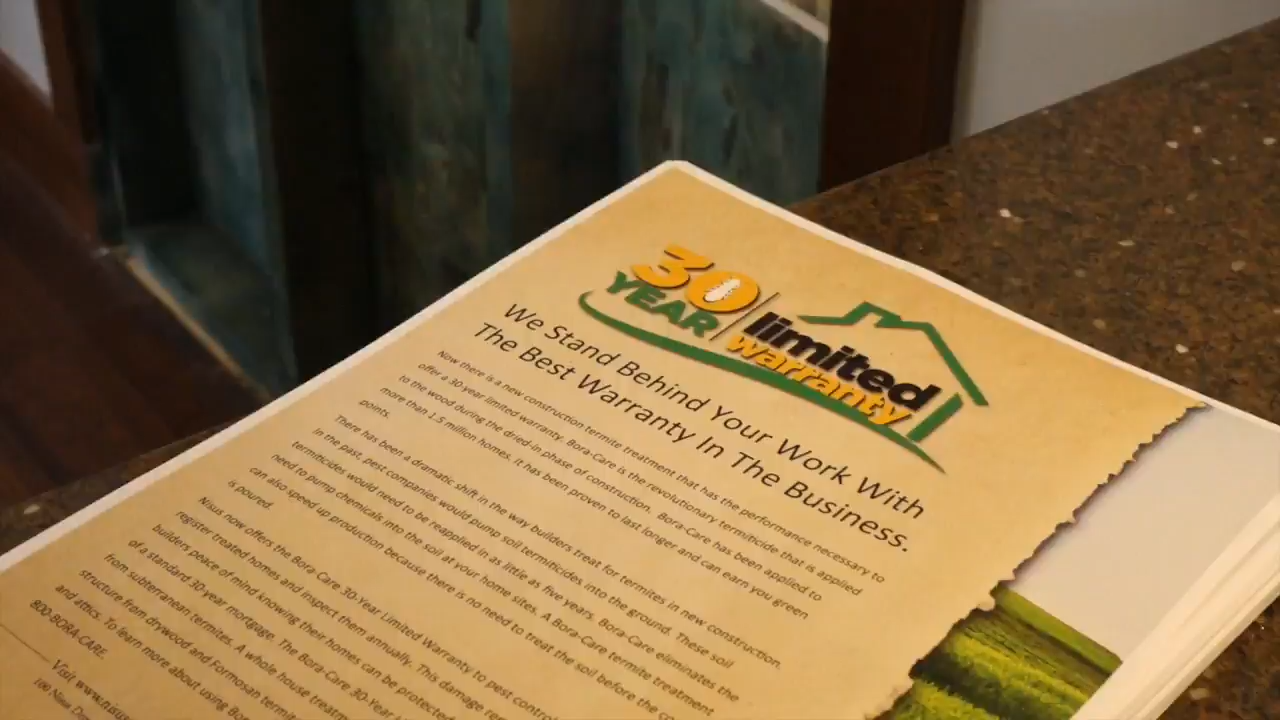 30
YEAR
limited
warranty
We Stand Behind Your Work With
The Best Warranty In The Business.
Now there is a new construction termite treatment that has the performance necessary to
offer a 30-year limited warranty. Bora-Care is the revolutionary termiticide that is applied
to the wood during the dried-in phase of construction. Bora-Care has been applied to
more than 1.5 million homes. It has been proven to last longer and can earn you green
points.
There has been a dramatic shift in the way builders treat for termites in new construction.
In the past, pest companies would pump soil termiticides into the ground. These soil
termiticides would need to be reapplied in as little as five years. Bora-Care eliminates the
need to pump chemicals into the soil at your home sites. A Bora-Care termite treatment
can also speed up production because there is no need to treat the soil before the
is poured.
Nisus now offers the Bora-Care 30-Year Limited Warranty to pest
register treated homes and inspect them annually. This damage
builders peace of mind knowing their homes can be protected
of a standard 30-year mortgage. The Bora-Care 30-Year
from subterranean termites. A whole house
structure from drywood and Formosan
and attics. To learn more about using
800-BORA-CARE.
Visit
100 Nisus